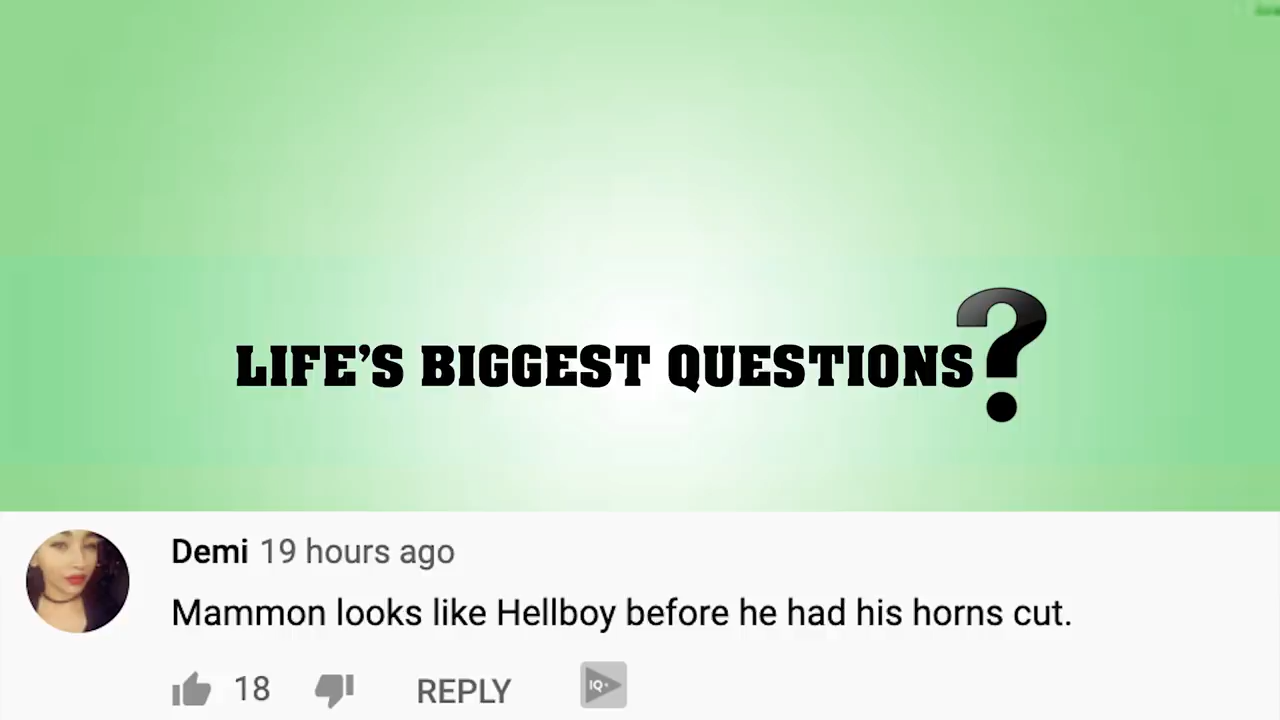 LIFE'S BIGGEST QUESTIONS?
Demi 19 hours ago
Mammon looks like Hellboy before he had his horns cut.
18 REPLY IQ